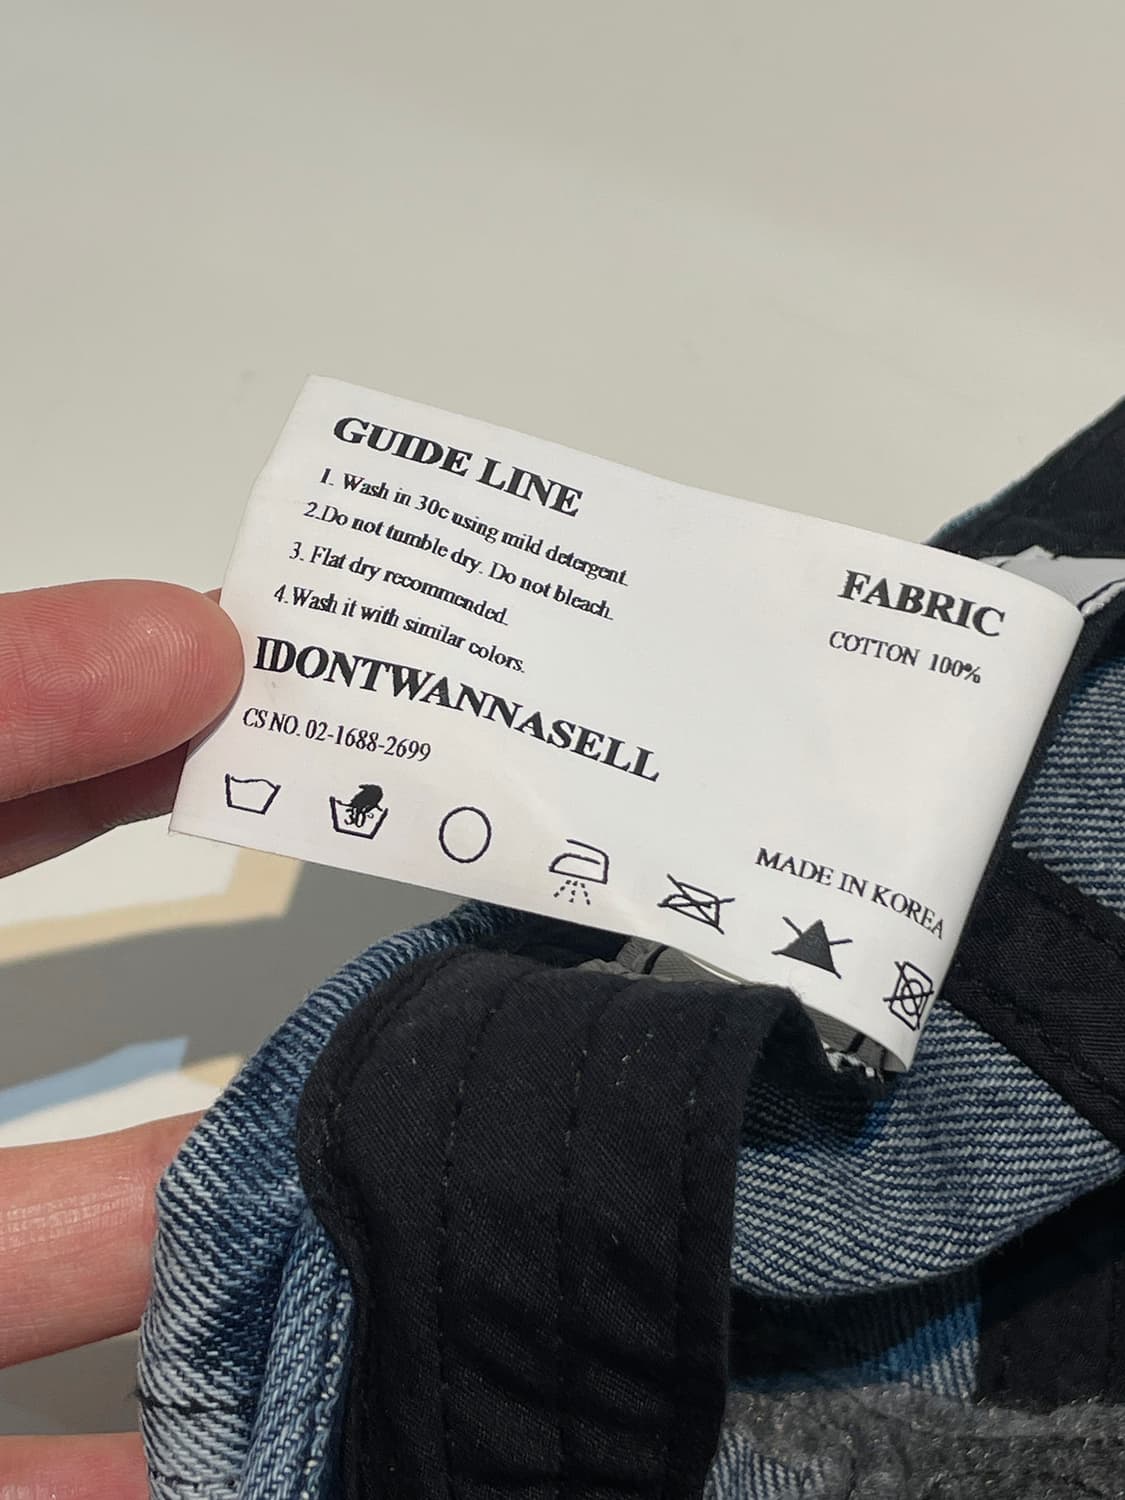 GUIDE LINE
1. Wash in 30c using mild detergent.
2.Do not tumble dry. Do not bleach.
3. Flat dry recommended.
4.Wash it with similar colors.
IDONTWANNASELL
CS NO. 02-1688-2699
30°
FABRIC
COTTON 100%
MADE IN KOREA